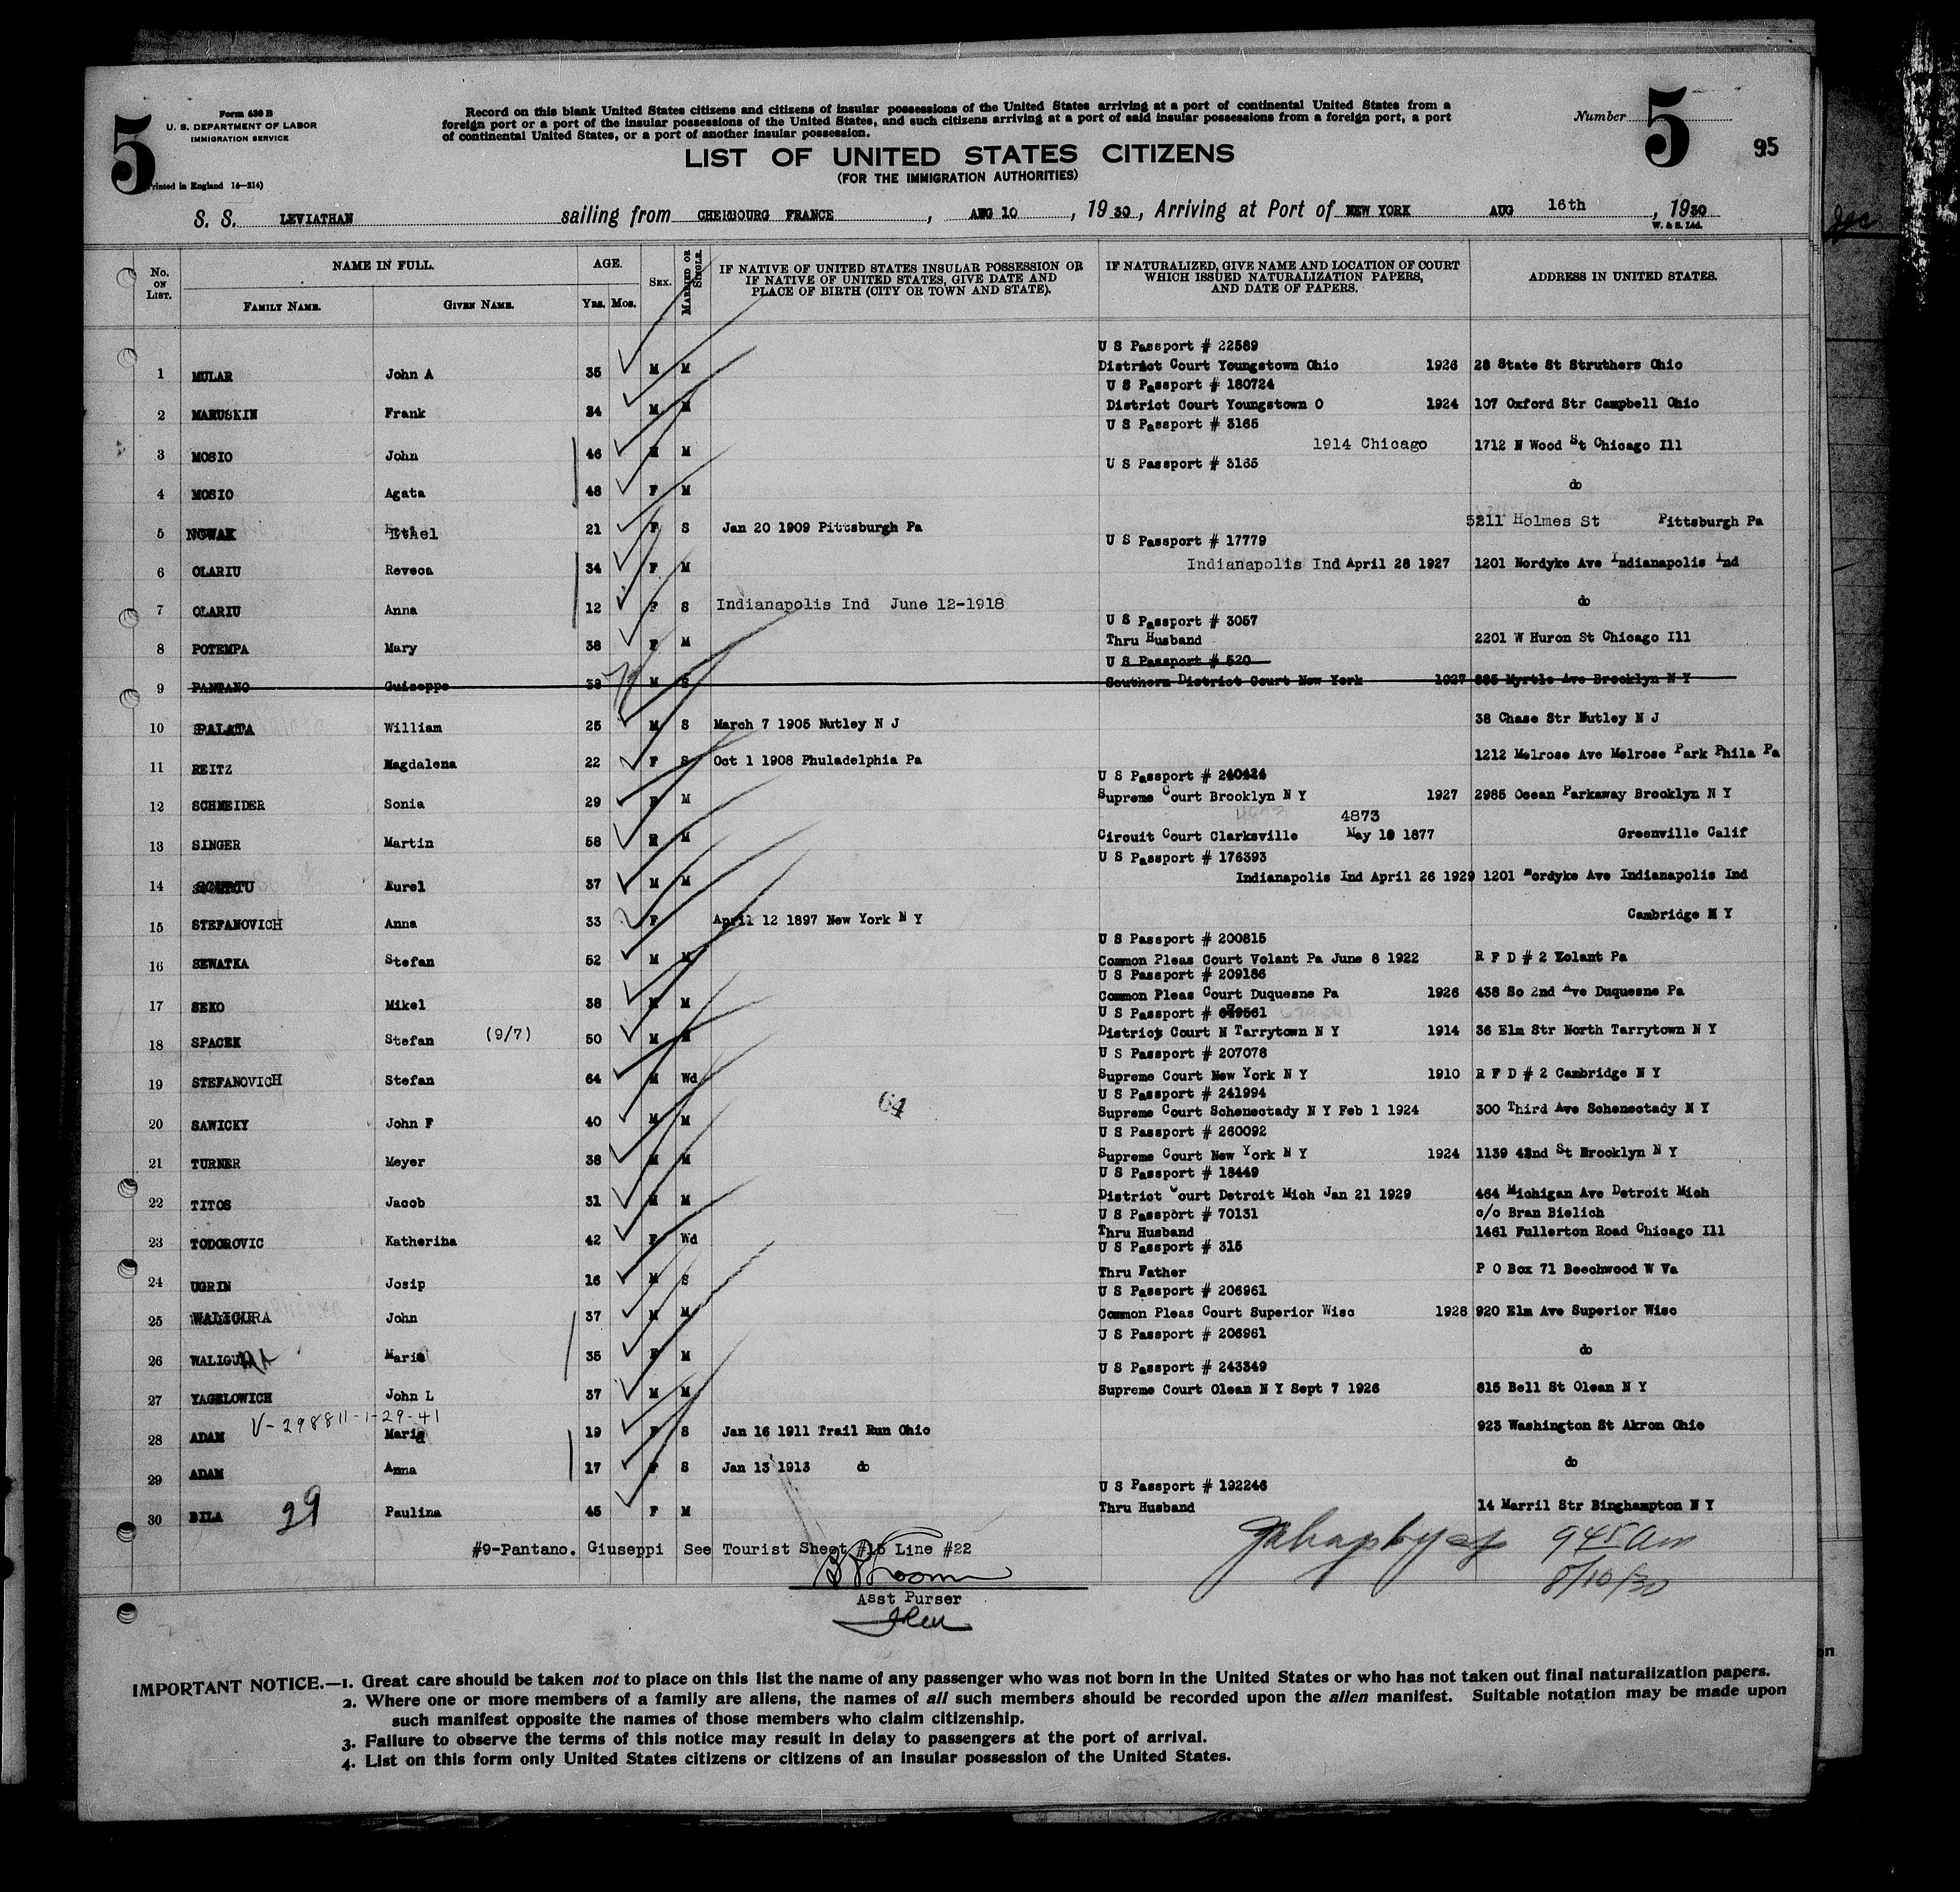 5
Form 630 B
U. S. DEPARTMENT OF LABOR
IMMIGRATION SERVICE
Printed in England 14—214)
Record on this blank United States citizens and citizens of insular possessions of the United States arriving at a port of continental United States from a
foreign port or a port of the insular possessions of the United States, and such citizens arriving at a port of said insular possessions from a foreign port, a port
of continental United States, or a port of another insular possession.
Number 5
95
LIST OF UNITED STATES CITIZENS
(FOR THE IMMIGRATION AUTHORITIES)
S. S. LEVIATHAN sailing from CHERBOURG FRANCE, AUG 10, 1930, Arriving at Port of NEW YORK AUG 16th, 1930
W. & S. Ltd.
No. ON LIST. NAME IN FULL. AGE. SEX. MARRIED OR SINGLE. IF NATIVE OF UNITED STATES INSULAR POSSESSION OR IF NATIVE OF UNITED STATES, GIVE DATE AND PLACE OF BIRTH (CITY OR TOWN AND STATE). IF NATURALIZED, GIVE NAME AND LOCATION OF COURT WHICH ISSUED NATURALIZATION PAPERS, AND DATE OF PAPERS. ADDRESS IN UNITED STATES.
FAMILY NAME. GIVEN NAME. YRS. MOS.
U S Passport # 22589
1 MULAR John A 35 M M District Court Youngstown Ohio 1926 28 State St Struthers Ohio
U S Passport # 180724
2 MARUSKIN Frank 34 M M District Court Youngstown O 1924 107 Oxford Str Campbell Ohio
U S Passport # 3165
3 MOSIO John 46 M M 1914 Chicago 1712 N Wood St Chicago Ill
U S Passport # 3165
4 MOSIO Agata 48 F M do
5 NOWAK Ethel 21 F S Jan 20 1909 Pittsburgh Pa 5211 Holmes St Pittsburgh Pa
U S Passport # 17779
6 OLARIU Reveca 34 F M Indianapolis Ind April 28 1927 1201 Nordyke Ave Indianapolis Ind
7 OLARIU Anna 12 F S Indianapolis Ind June 12-1918 do
U S Passport # 3057
8 POTEMPA Mary 38 F M Thru Husband 2201 W Huron St Chicago Ill
U S Passport # 520
9 PANTANO Guiseppe 38 M S Southern District Court New York 1927 885 Myrtle Ave Brooklyn N Y
10 PALATA William 25 M S March 7 1905 Nutley N J 38 Chase Str Nutley N J
11 REITZ Magdalena 22 F S Oct 1 1908 Phuladelphia Pa 1212 Melrose Ave Melrose Park Phila Pa
U S Passport # 240424
12 SCHNEIDER Sonia 29 F M Supreme Court Brooklyn N Y 1927 2985 Ocean Parkaway Brooklyn N Y
4873
13 SINGER Martin 58 M M Circuit Court Clarksville May 18 1877 Greenville Calif
U S Passport # 176393
14 SCURTU Aurel 37 M M Indianapolis Ind April 26 1929 1201 Nordyke Ave Indianapolis Ind
15 STEFANOVICH Anna 33 F April 12 1897 New York N Y Cambridge N Y
U S Passport # 200815
16 SEWATKA Stefan 52 M M Common Pleas Court Volant Pa June 8 1922 R F D # 2 Volant Pa
U S Passport # 209186
17 SEKO Mikel 38 M M Common Pleas Court Duquesne Pa 1926 438 So 2nd Ave Duquesne Pa
U S Passport # 679561
18 SPACEK Stefan (9/7) 50 M M District Court N Tarrytown N Y 1914 36 Elm Str North Tarrytown N Y
U S Passport # 207078
19 STEFANOVICH Stefan 64 M Wd Supreme Court New York N Y 1910 R F D # 2 Cambridge N Y
64
U S Passport # 241994
20 SAWICKY John F 40 M M Supreme Court Schenectady N Y Feb 1 1924 300 Third Ave Schenectady N Y
U S Passport # 260092
21 TURNER Meyer 38 M M Supreme Court New York N Y 1924 1139 42nd St Brooklyn N Y
U S Passport # 18449
22 TITOS Jacob 31 M M District Court Detroit Mich Jan 21 1929 464 Michigan Ave Detroit Mich
U S Passport # 70131 c/o Bran Bielich
23 TODOROVIC Katherina 42 F Wd Thru Husband 1461 Fullerton Road Chicago Ill
U S Passport # 315
24 UGRIN Josip 16 M S Thru Father P O Box 71 Beechwood W Va
U S Passport # 206961
25 WALIGURA John 37 M M Common Pleas Court Superior Wisc 1928 920 Elm Ave Superior Wisc
U S Passport # 206961
26 WALIGURA Maria 35 F M do
U S Passport # 243349
27 YAGELOWICH John L 37 M M Supreme Court Olean N Y Sept 7 1926 815 Bell St Olean N Y
V-298811-1-29-41
28 ADAM Maria 19 F S Jan 16 1911 Trail Run Ohio 923 Washington St Akron Ohio
29 ADAM Anna 17 F S Jan 13 1913 do do
U S Passport # 192246
30 BILA 29 Paulina 45 F M Thru Husband 14 Marril Str Binghampton N Y
#9-Pantano. Giuseppi See Tourist Sheet #15 Line #22
945 am
8/16/30
Asst Purser
IMPORTANT NOTICE.—1. Great care should be taken not to place on this list the name of any passenger who was not born in the United States or who has not taken out final naturalization papers.
2. Where one or more members of a family are aliens, the names of all such members should be recorded upon the alien manifest. Suitable notation may be made upon
such manifest opposite the names of those members who claim citizenship.
3. Failure to observe the terms of this notice may result in delay to passengers at the port of arrival.
4. List on this form only United States citizens or citizens of an insular possession of the United States.